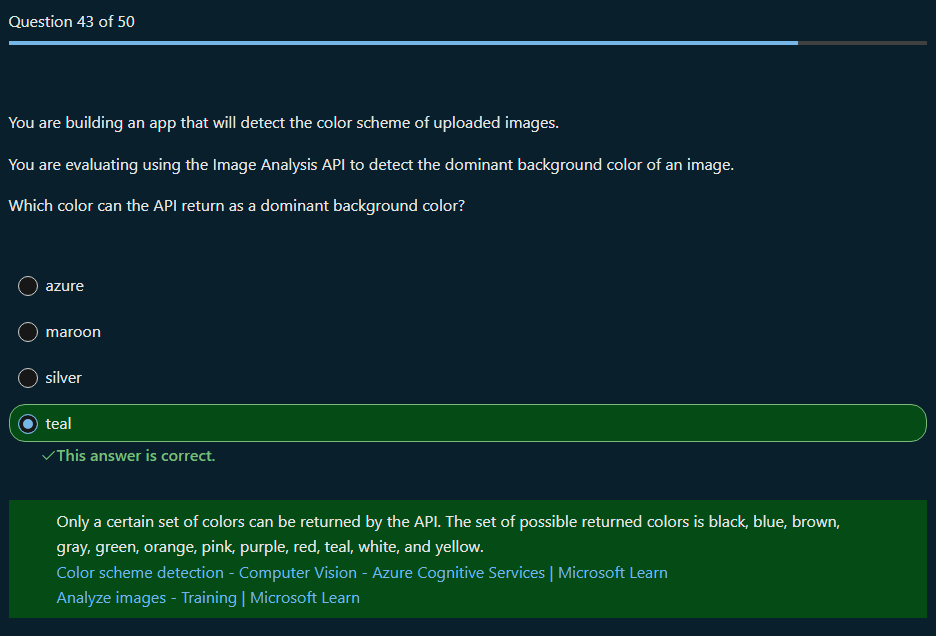 Question 43 of 50
You are building an app that will detect the color scheme of uploaded images.
You are evaluating using the Image Analysis API to detect the dominant background color of an image.
Which color can the API return as a dominant background color?
azure
maroon
silver
teal
✓This answer is correct.
Only a certain set of colors can be returned by the API. The set of possible returned colors is black, blue, brown,
gray, green, orange, pink, purple, red, teal, white, and yellow.
Color scheme detection - Computer Vision - Azure Cognitive Services | Microsoft Learn
Analyze images - Training | Microsoft Learn